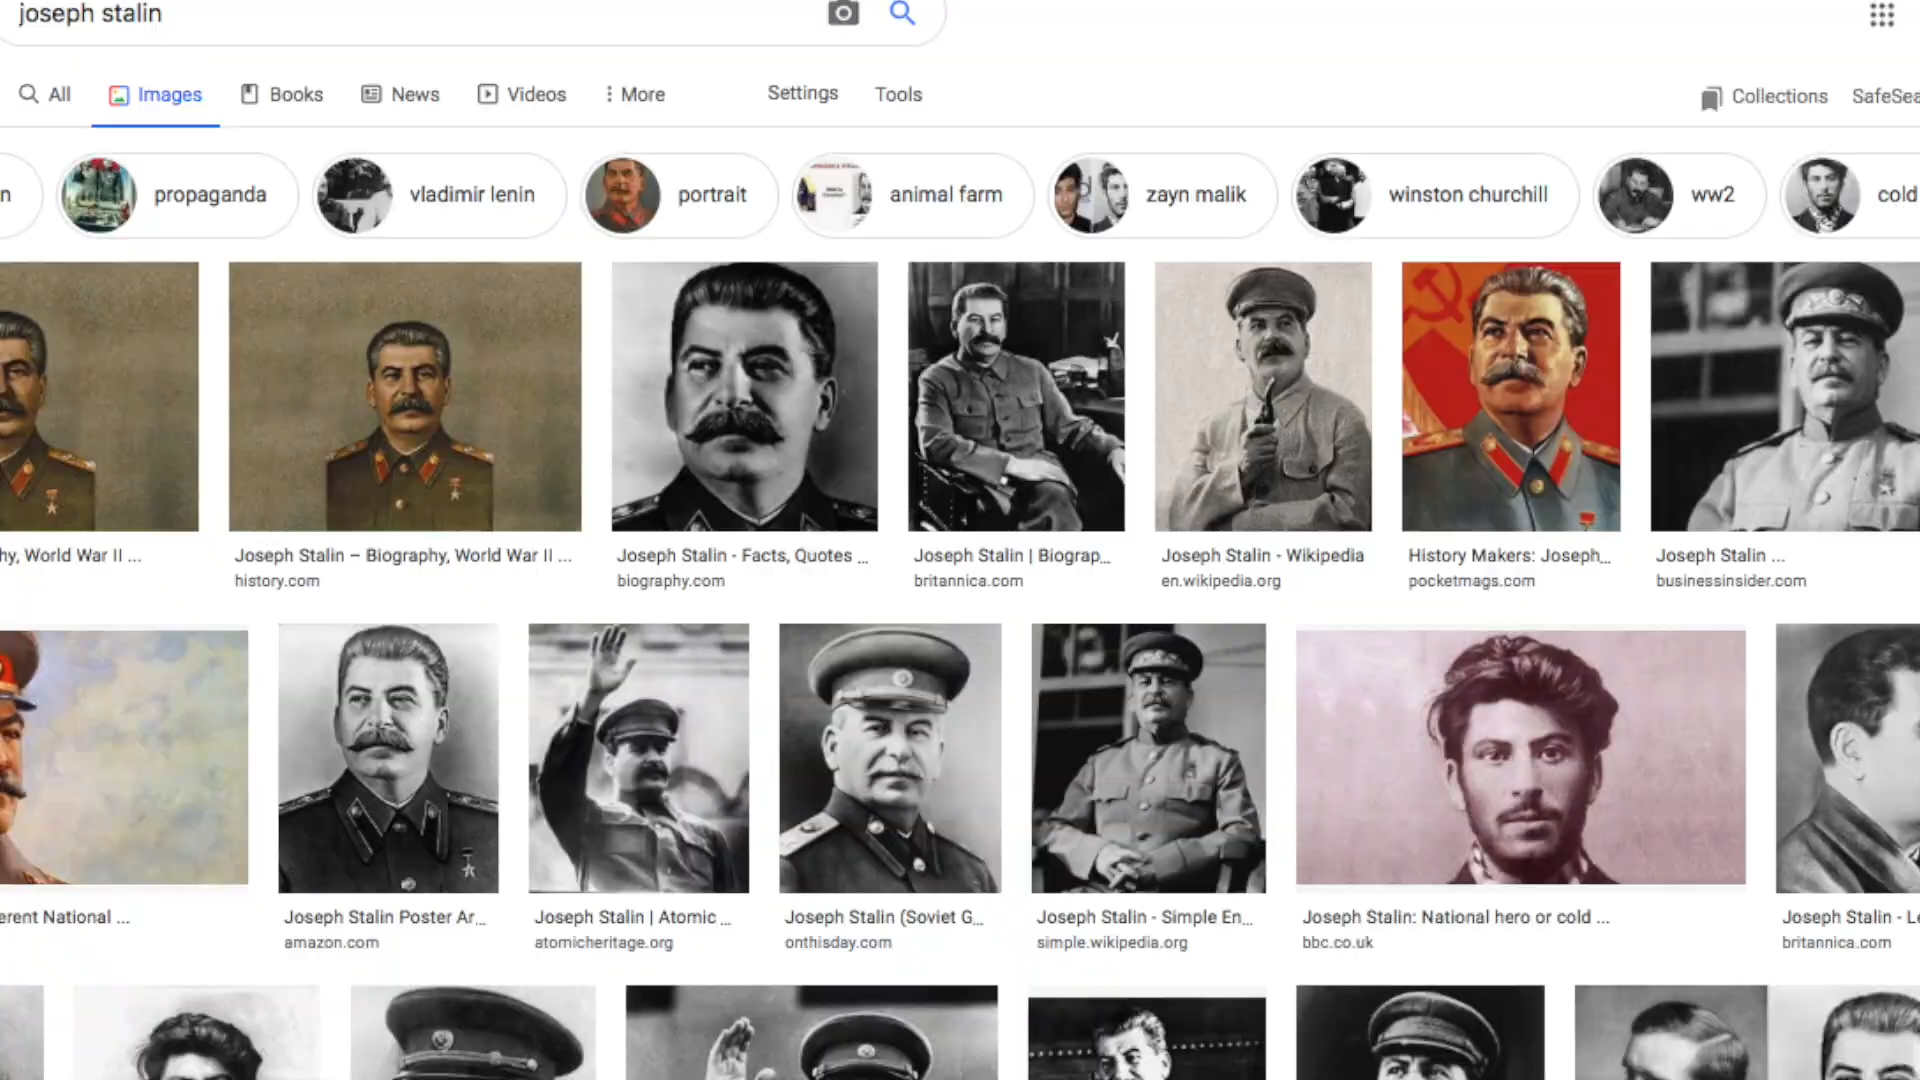 joseph stalin
All Images Books News Videos More Settings Tools Collections SafeSea
n propaganda vladimir lenin portrait animal farm zayn malik winston churchill ww2 cold
hy, World War II ... Joseph Stalin – Biography, World War II ... Joseph Stalin - Facts, Quotes ... Joseph Stalin | Biograp... Joseph Stalin - Wikipedia History Makers: Joseph... Joseph Stalin ...
history.com biography.com britannica.com en.wikipedia.org pocketmags.com businessinsider.com
erent National ... Joseph Stalin Poster Ar... Joseph Stalin | Atomic ... Joseph Stalin (Soviet G... Joseph Stalin - Simple En... Joseph Stalin: National hero or cold ... Joseph Stalin - Le
amazon.com atomicheritage.org onthisday.com simple.wikipedia.org bbc.co.uk britannica.com